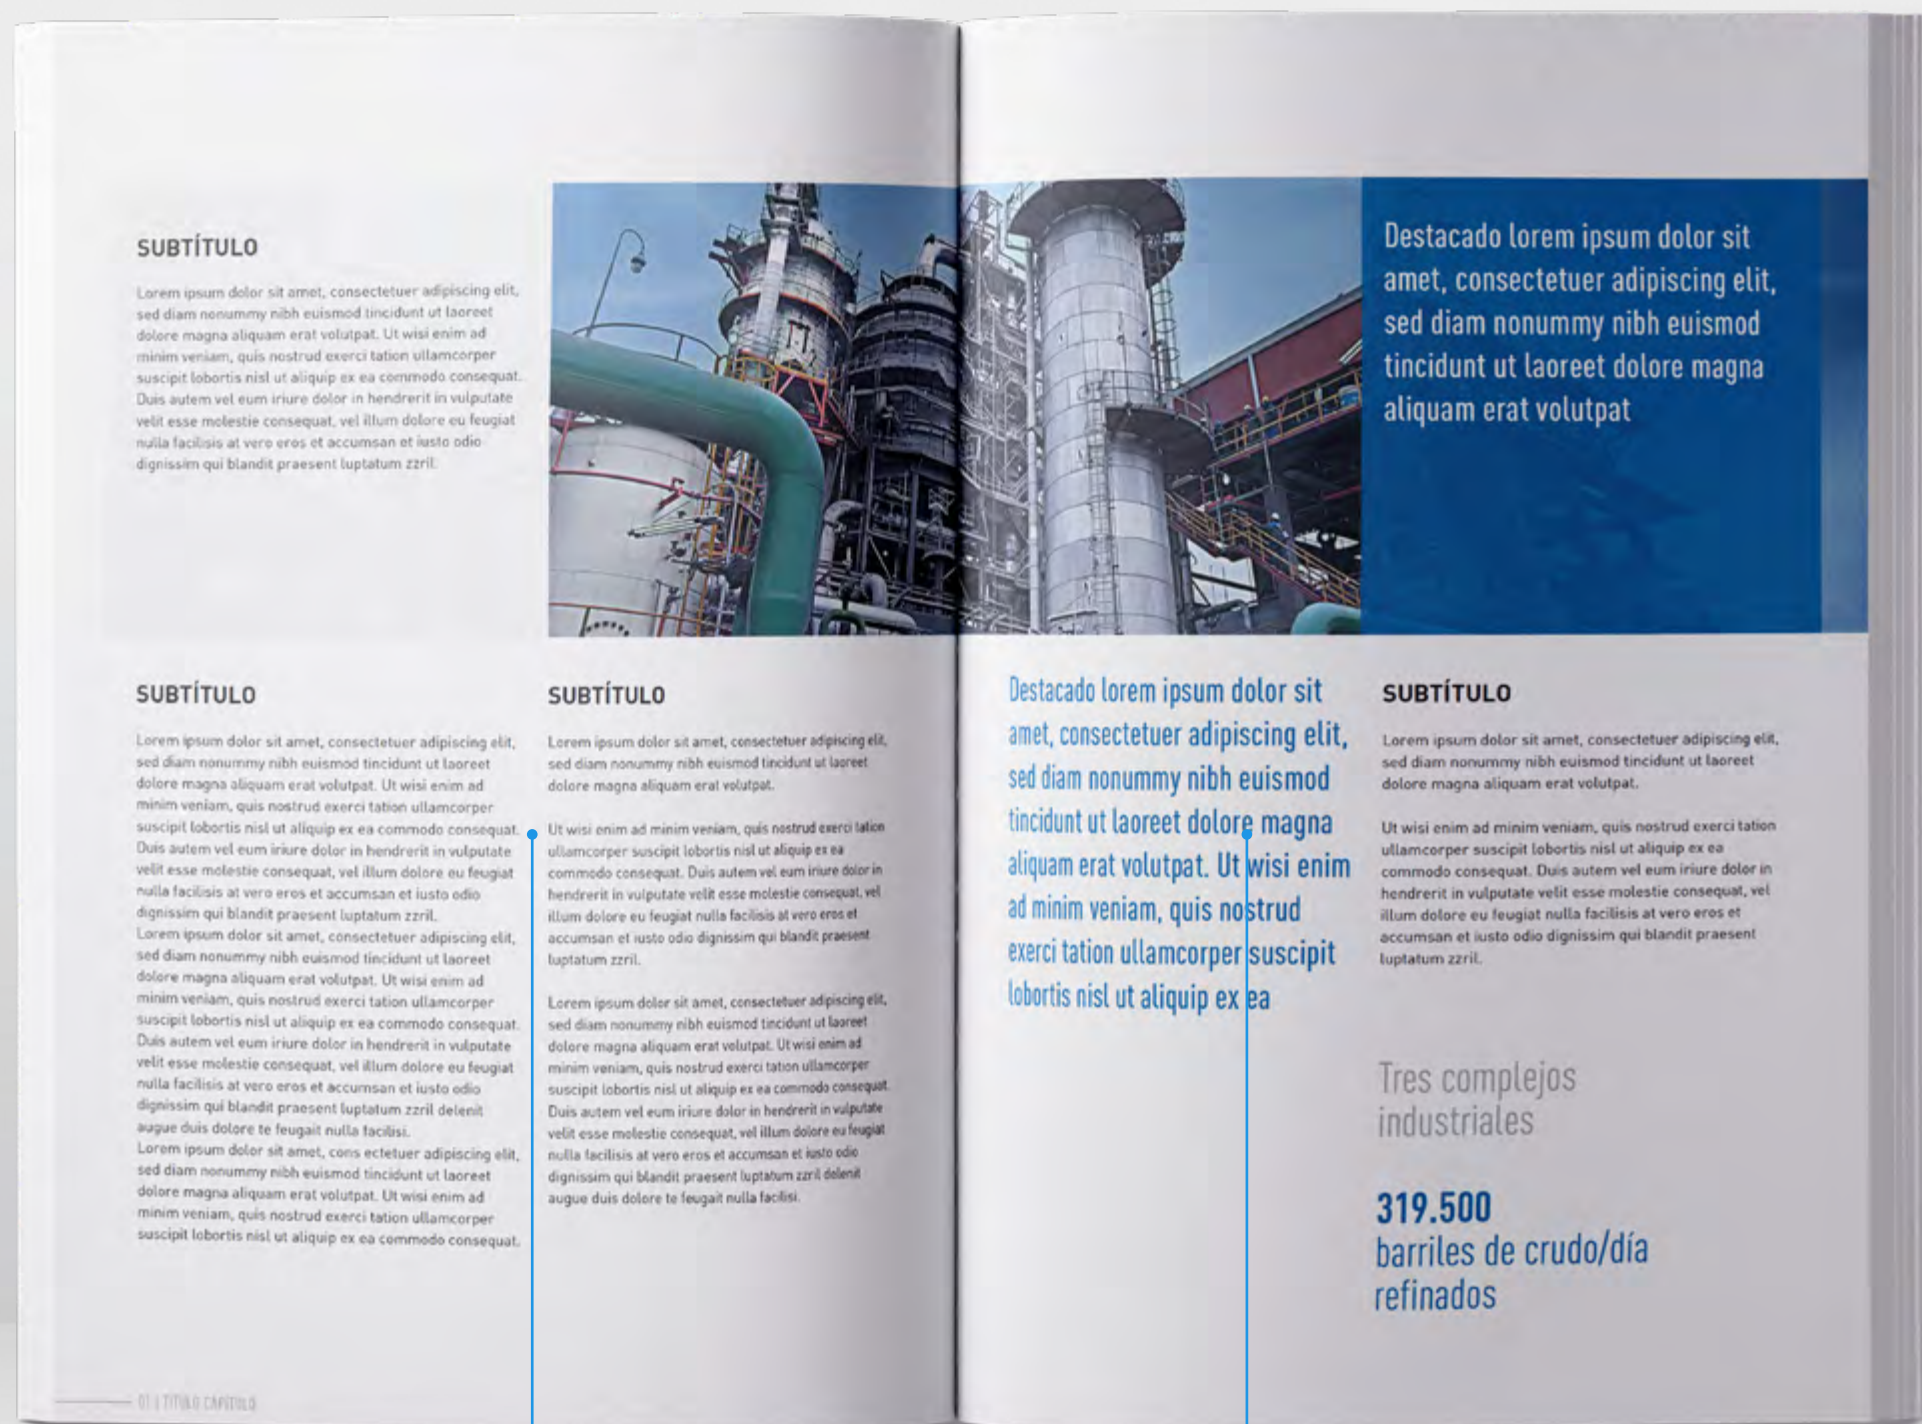 SUBTÍTULO
Lorem ipsum dolor sit amet, consectetuer adipiscing elit,
sed diam nonummy nibh euismod tincidunt ut laoreet
dolore magna aliquam erat volutpat. Ut wisi enim ad
minim veniam, quis nostrud exerci tation ullamcorper
suscipit lobortis nisl ut aliquip ex ea commodo consequat.
Duis autem vel eum iriure dolor in hendrerit in vulputate
velit esse molestie consequat, vel illum dolore eu feugiat
nulla facilisis at vero eros et accumsan et iusto odio
dignissim qui blandit praesent luptatum zzril.
SUBTÍTULO
Lorem ipsum dolor sit amet, consectetuer adipiscing elit,
sed diam nonummy nibh euismod tincidunt ut laoreet
dolore magna aliquam erat volutpat. Ut wisi enim ad
minim veniam, quis nostrud exerci tation ullamcorper
suscipit lobortis nisl ut aliquip ex ea commodo consequat.
Duis autem vel eum iriure dolor in hendrerit in vulputate
velit esse molestie consequat, vel illum dolore eu feugiat
nulla facilisis at vero eros et accumsan et iusto odio
dignissim qui blandit praesent luptatum zzril.
Lorem ipsum dolor sit amet, consectetuer adipiscing elit,
sed diam nonummy nibh euismod tincidunt ut laoreet
dolore magna aliquam erat volutpat. Ut wisi enim ad
minim veniam, quis nostrud exerci tation ullamcorper
suscipit lobortis nisl ut aliquip ex ea commodo consequat.
Duis autem vel eum iriure dolor in hendrerit in vulputate
velit esse molestie consequat, vel illum dolore eu feugiat
nulla facilisis at vero eros et accumsan et iusto odio
dignissim qui blandit praesent luptatum zzril delenit
augue duis dolore te feugait nulla facilisi.
Lorem ipsum dolor sit amet, cons ectetuer adipiscing elit,
sed diam nonummy nibh euismod tincidunt ut laoreet
dolore magna aliquam erat volutpat. Ut wisi enim ad
minim veniam, quis nostrud exerci tation ullamcorper
suscipit lobortis nisl ut aliquip ex ea commodo consequat.
SUBTÍTULO
Lorem ipsum dolor sit amet, consectetuer adipiscing elit,
sed diam nonummy nibh euismod tincidunt ut laoreet
dolore magna aliquam erat volutpat.
Ut wisi enim ad minim veniam, quis nostrud exerci tation
ullamcorper suscipit lobortis nisl ut aliquip ex ea
commodo consequat. Duis autem vel eum iriure dolor in
hendrerit in vulputate velit esse molestie consequat, vel
illum dolore eu feugiat nulla facilisis at vero eros et
accumsan et iusto odio dignissim qui blandit praesent
luptatum zzril.
Lorem ipsum dolor sit amet, consectetuer adipiscing elit,
sed diam nonummy nibh euismod tincidunt ut laoreet
dolore magna aliquam erat volutpat. Ut wisi enim ad
minim veniam, quis nostrud exerci tation ullamcorper
suscipit lobortis nisl ut aliquip ex ea commodo consequat.
Duis autem vel eum iriure dolor in hendrerit in vulputate
velit esse molestie consequat, vel illum dolore eu feugiat
nulla facilisis at vero eros et accumsan et iusto odio
dignissim qui blandit praesent luptatum zzril delenit
augue duis dolore te feugait nulla facilisi.
01 | TÍTULO CAPÍTULO
Destacado lorem ipsum dolor sit
amet, consectetuer adipiscing elit,
sed diam nonummy nibh euismod
tincidunt ut laoreet dolore magna
aliquam erat volutpat
Destacado lorem ipsum dolor sit
amet, consectetuer adipiscing elit,
sed diam nonummy nibh euismod
tincidunt ut laoreet dolore magna
aliquam erat volutpat. Ut wisi enim
ad minim veniam, quis nostrud
exerci tation ullamcorper suscipit
lobortis nisl ut aliquip ex ea
SUBTÍTULO
Lorem ipsum dolor sit amet, consectetuer adipiscing elit,
sed diam nonummy nibh euismod tincidunt ut laoreet
dolore magna aliquam erat volutpat.
Ut wisi enim ad minim veniam, quis nostrud exerci tation
ullamcorper suscipit lobortis nisl ut aliquip ex ea
commodo consequat. Duis autem vel eum iriure dolor in
hendrerit in vulputate velit esse molestie consequat, vel
illum dolore eu feugiat nulla facilisis at vero eros et
accumsan et iusto odio dignissim qui blandit praesent
luptatum zzril.
Tres complejos
industriales
319.500
barriles de crudo/día
refinados